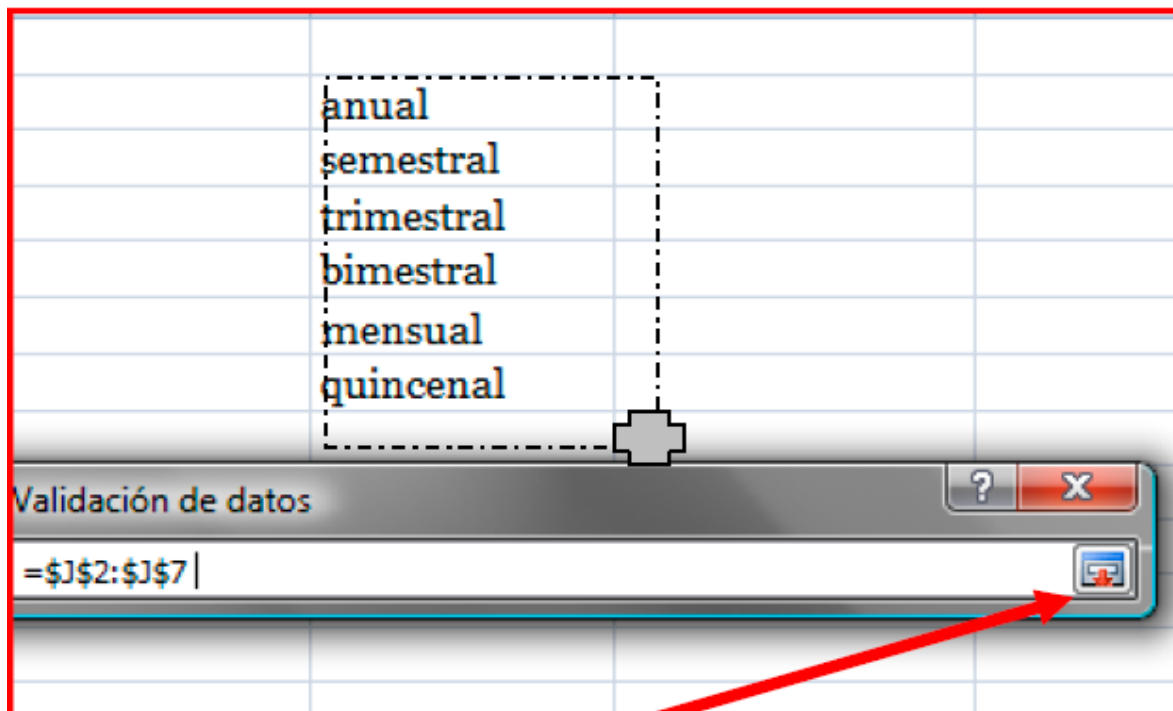 anual
semestral
trimestral
bimestral
mensual
quincenal
Validación de datos
?
=$J$2:$J$7